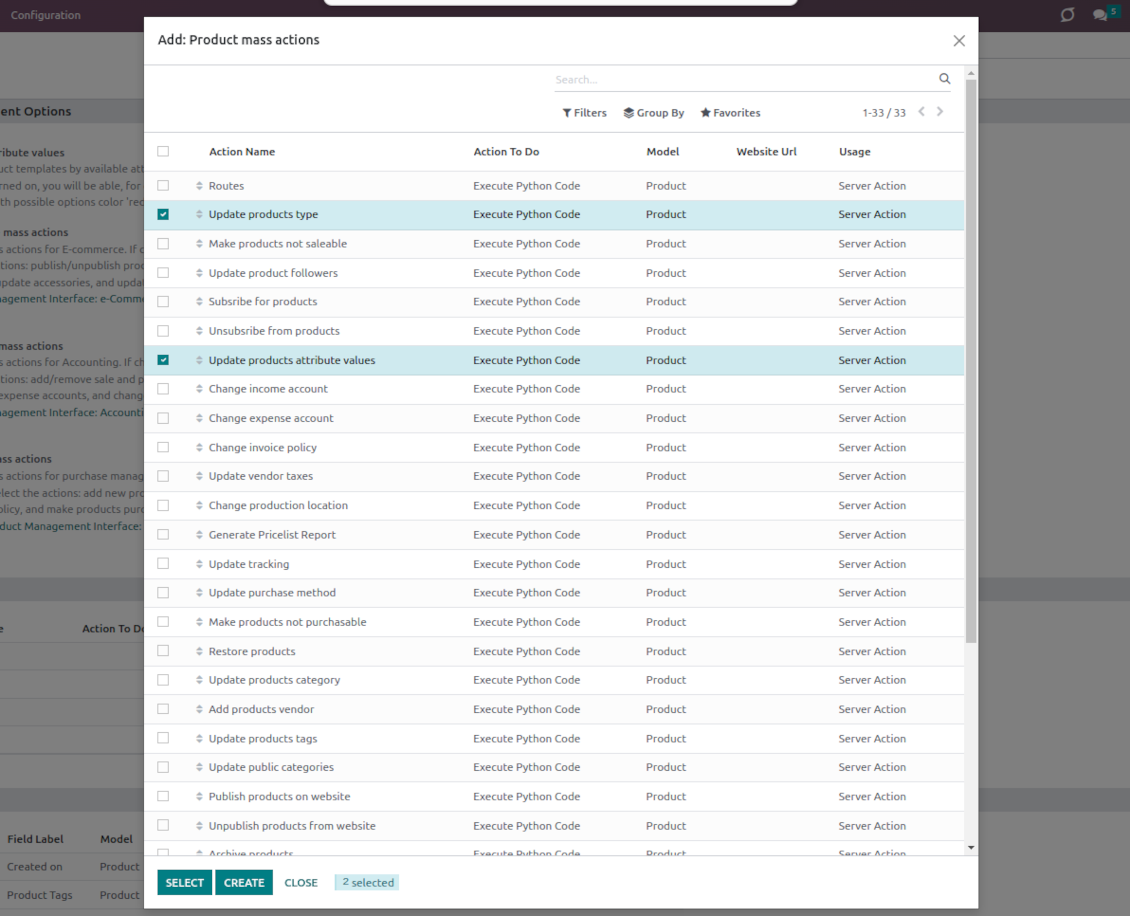 Configuration
5
Add: Product mass actions
Search...
Filters Group By Favorites 1-33 / 33
Action Name Action To Do Model Website Url Usage
Routes Execute Python Code Product Server Action
Update products type Execute Python Code Product Server Action
Make products not saleable Execute Python Code Product Server Action
Update product followers Execute Python Code Product Server Action
Subsribe for products Execute Python Code Product Server Action
Unsubsribe from products Execute Python Code Product Server Action
Update products attribute values Execute Python Code Product Server Action
Change income account Execute Python Code Product Server Action
Change expense account Execute Python Code Product Server Action
Change invoice policy Execute Python Code Product Server Action
Update vendor taxes Execute Python Code Product Server Action
Change production location Execute Python Code Product Server Action
Generate Pricelist Report Execute Python Code Product Server Action
Update tracking Execute Python Code Product Server Action
Update purchase method Execute Python Code Product Server Action
Make products not purchasable Execute Python Code Product Server Action
Restore products Execute Python Code Product Server Action
Update products category Execute Python Code Product Server Action
Add products vendor Execute Python Code Product Server Action
Update products tags Execute Python Code Product Server Action
Update public categories Execute Python Code Product Server Action
Publish products on website Execute Python Code Product Server Action
Unpublish products from website Execute Python Code Product Server Action
Archive products Execute Python Code Product Server Action
SELECT CREATE CLOSE 2 selected
ent Options
ribute values
uct templates by available att
rned on, you will be able, for
th possible options color 'rec
mass actions
s actions for E-commerce. If c
tions: publish/unpublish proc
update accessories, and updat
nagement Interface: e-Comme
mass actions
s actions for Accounting. If ch
tions: add/remove sale and p
expense accounts, and chang
nagement Interface: Accounti
ass actions
s actions for purchase manag
elect the actions: add new pro
olicy, and make products purc
duct Management Interface:
e Action To Do
Field Label Model
Created on Product
Product Tags Product